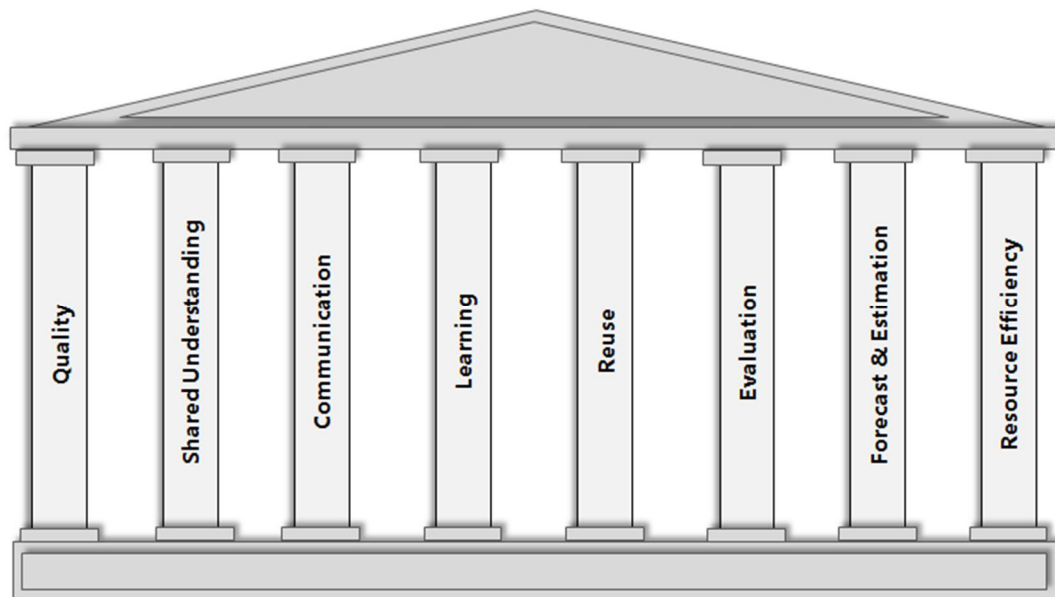 Quality
Shared Understanding
Communication
Learning
Reuse
Evaluation
Forecast & Estimation
Resource Efficiency